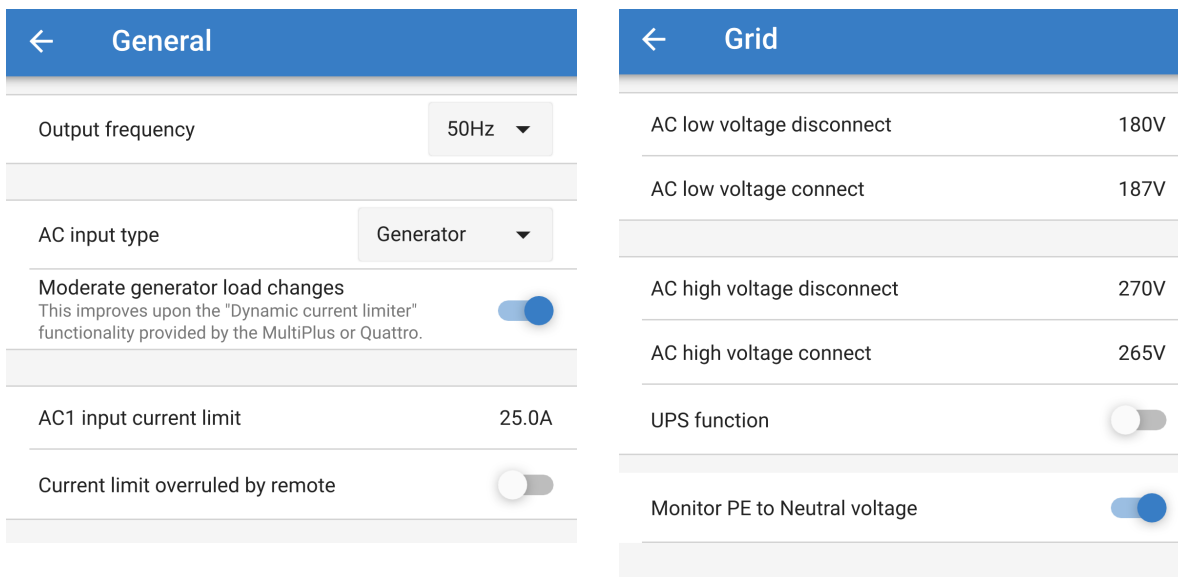 General
Output frequency 50Hz
AC input type Generator
Moderate generator load changes
This improves upon the "Dynamic current limiter"
functionality provided by the MultiPlus or Quattro.
AC1 input current limit 25.0A
Current limit overruled by remote
Grid
AC low voltage disconnect 180V
AC low voltage connect 187V
AC high voltage disconnect 270V
AC high voltage connect 265V
UPS function
Monitor PE to Neutral voltage